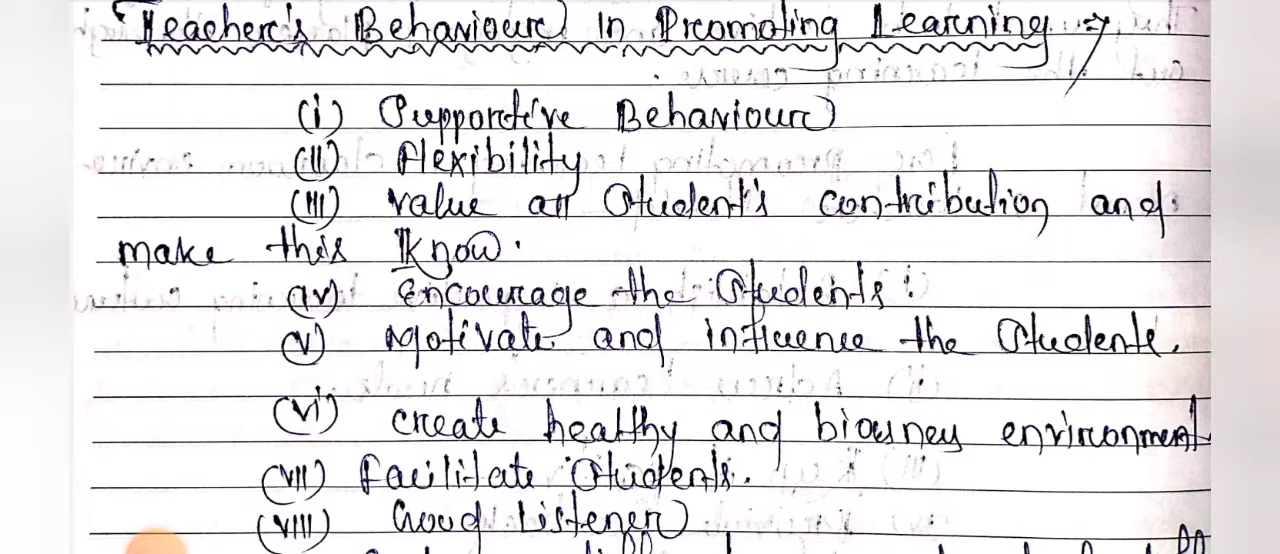 Teacher's Behaviour In Promoting Learning ⇒
(i) Supportive Behaviour
(ii) Flexibility
(iii) value all Student's contribution and
make this Know.
(iv) Encourage the Students.
(v) Motivate and influence the Students.
(vi) create healthy and environment
(vii) facilitate Students.
(viii) Good listener